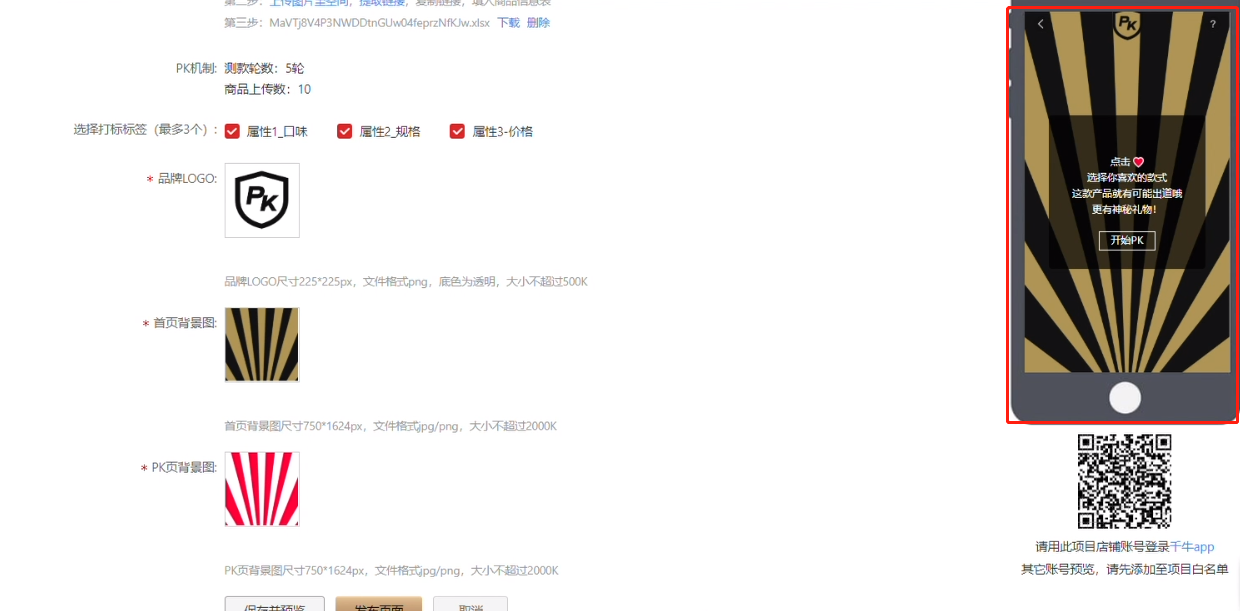 第二步：上传图片至空间，提取链接，复制链接，填入商品信息表
第三步：MaVTj8V4P3NWDDtnGUw04feprzNfKJw.xlsx 下载 删除
PK机制: 测款轮数：5轮
商品上传数：10
选择打标标签（最多3个）: 属性1_口味 属性2_规格 属性3-价格
* 品牌LOGO:
PK
品牌LOGO尺寸225*225px，文件格式png，底色为透明，大小不超过500K
* 首页背景图:
首页背景图尺寸750*1624px，文件格式jpg/png，大小不超过2000K
* PK页背景图:
PK页背景图尺寸750*1624px，文件格式jpg/png，大小不超过2000K
保存并预览 发布页面 取消
PK ?
点击
选择你喜欢的款式
这款产品就有可能出道哦
更有神秘礼物!
开始PK
请用此项目店铺账号登录千牛app
其它账号预览，请先添加至项目白名单